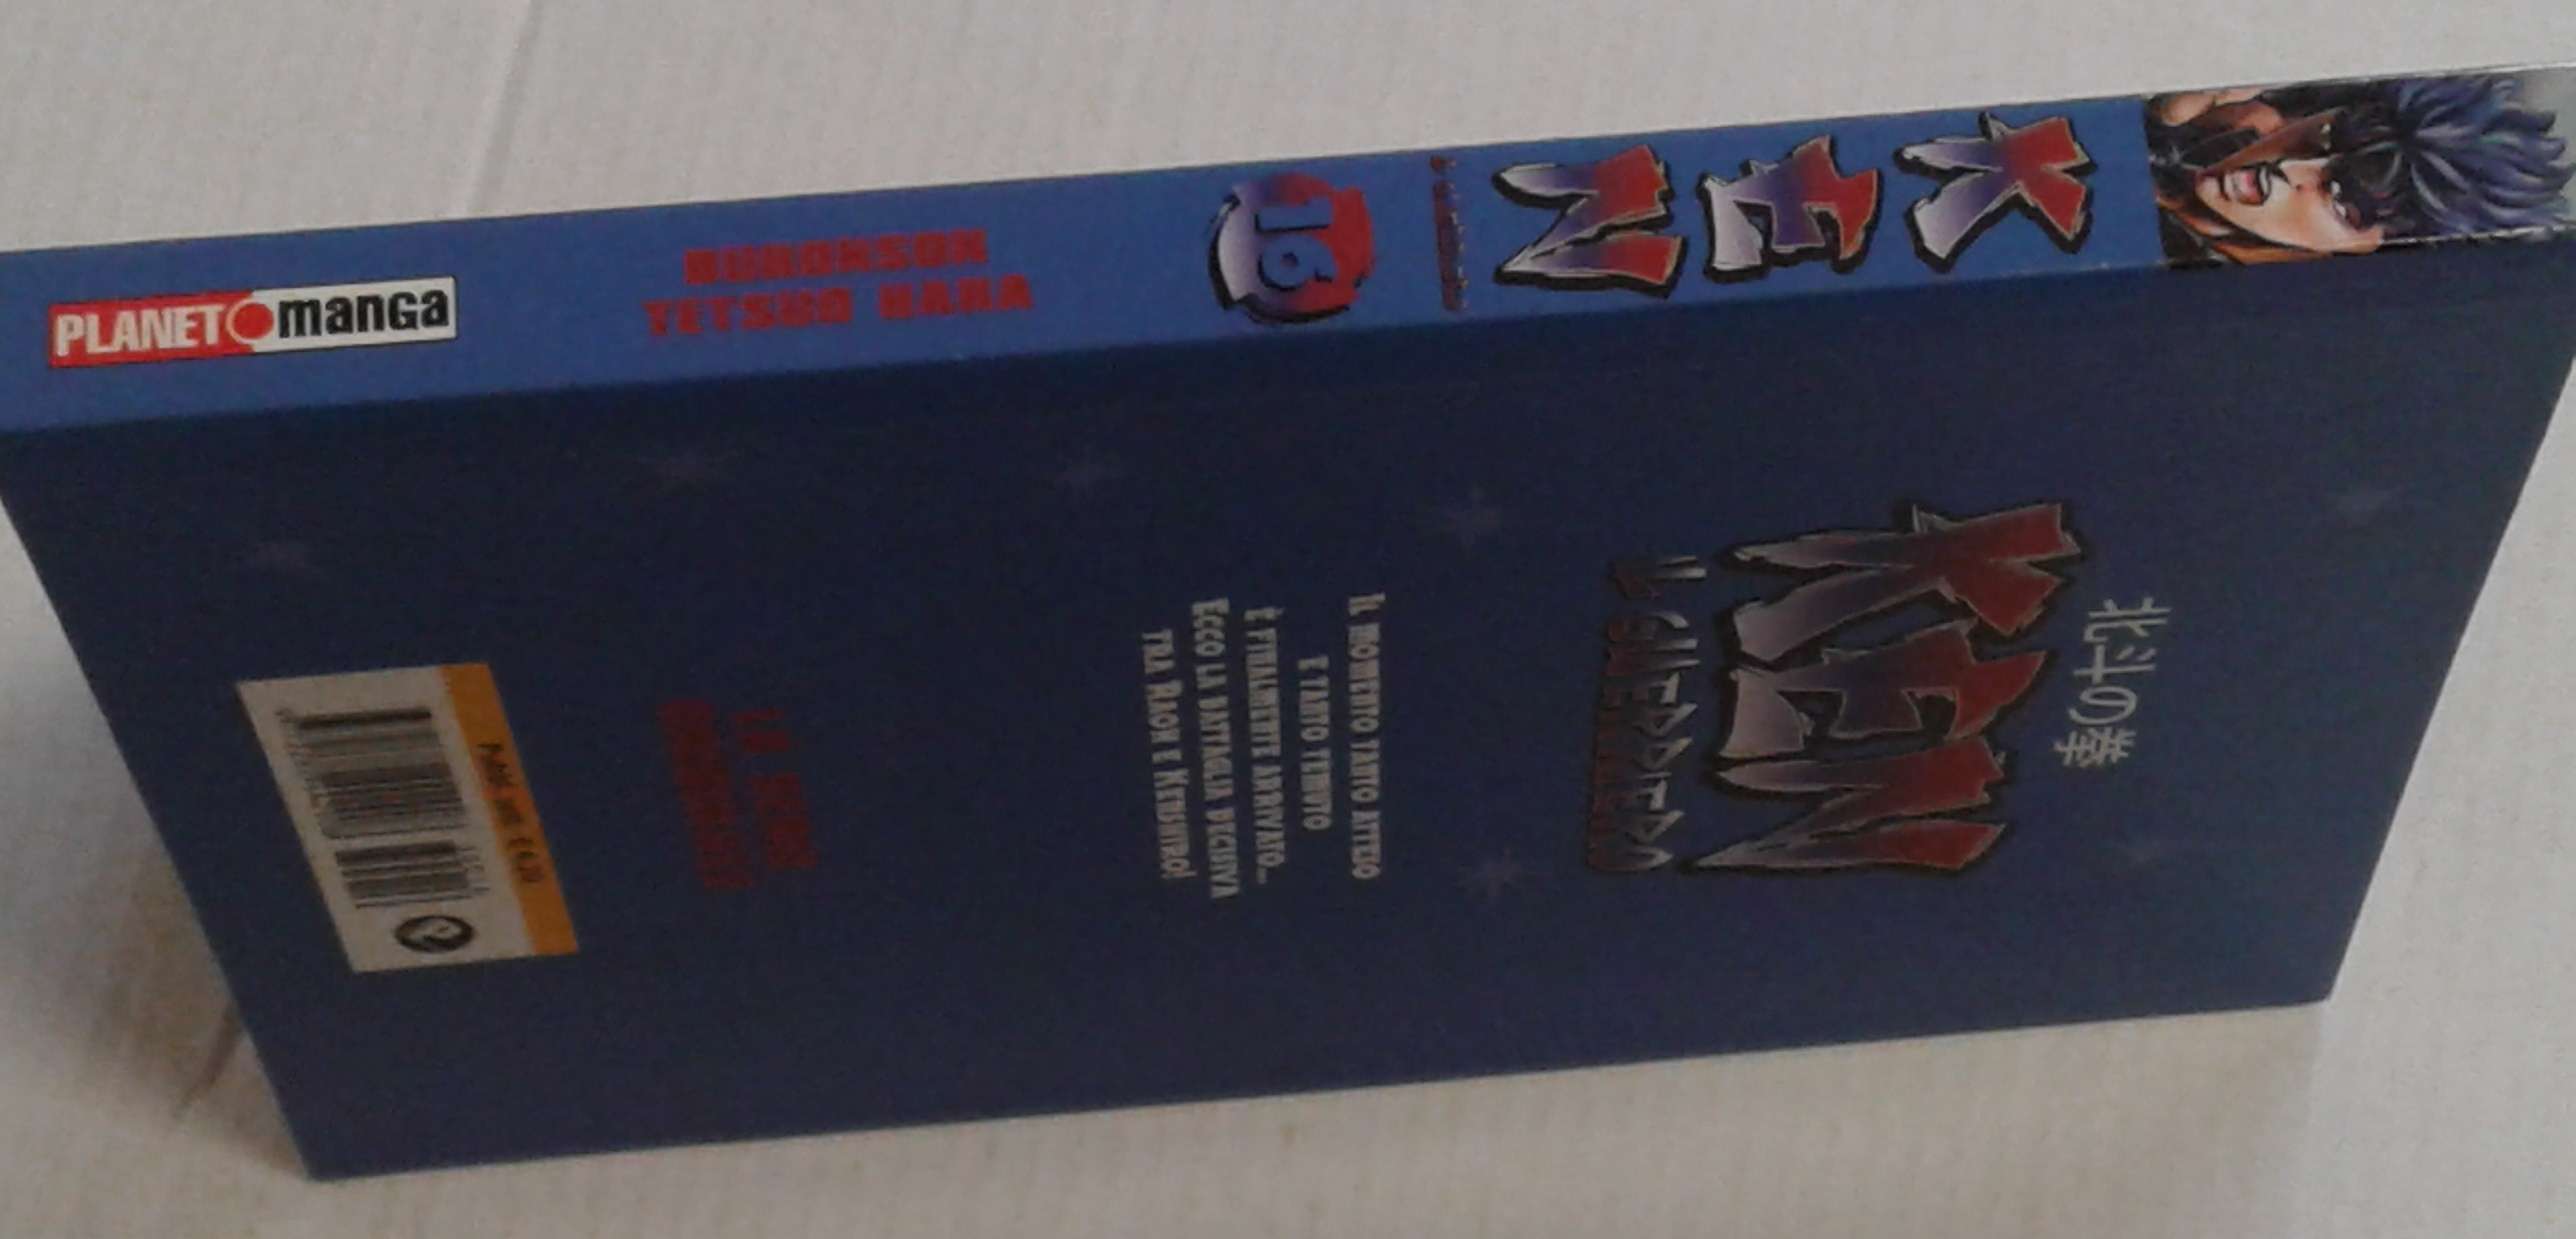 KEN
16
BURONSON
TETSUO HARA
PLANET manga
北斗の拳
KEN
IL GUERRIERO
IL MOMENTO TANTO ATTESO
E TANTO TEMUTO
È FINALMENTE ARRIVATO...
ECCO LA BATTAGLIA DECISIVA
TRA RAOH E KENSHIRO!